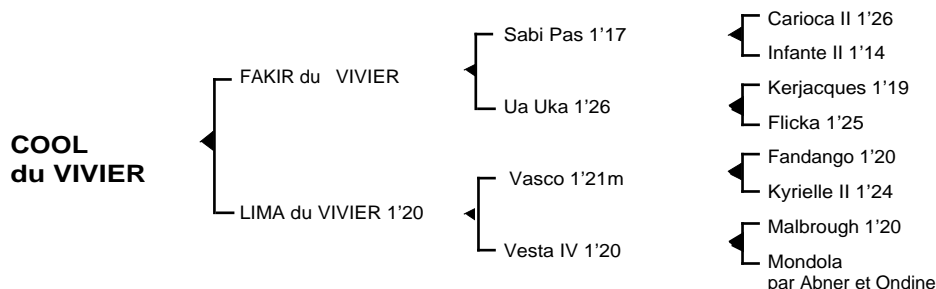 COOL
du VIVIER
FAKIR du VIVIER
LIMA du VIVIER 1’20
Sabi Pas 1’17
Ua Uka 1’26
Vasco 1’21m
Vesta IV 1’20
Carioca II 1’26
Infante II 1’14
Kerjacques 1’19
Flicka 1’25
Fandango 1’20
Kyrielle II 1’24
Malbrough 1’20
Mondola
par Abner et Ondine